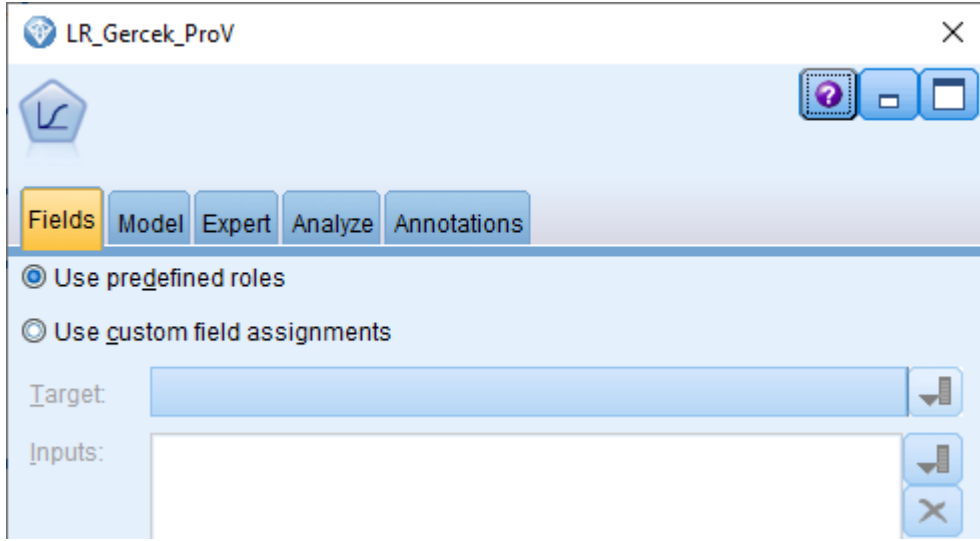 LR_Gercek_ProV
Fields Model Expert Analyze Annotations
Use predefined roles
Use custom field assignments
Target:
Inputs: